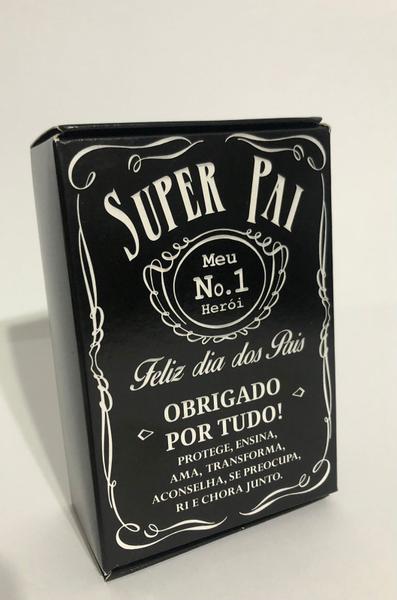 SUPER PAI
Meu
No.1
Herói
Feliz dia dos Pais
OBRIGADO
POR TUDO!
PROTEGE, ENSINA,
AMA, TRANSFORMA,
ACONSELHA, SE PREOCUPA,
RI E CHORA JUNTO.